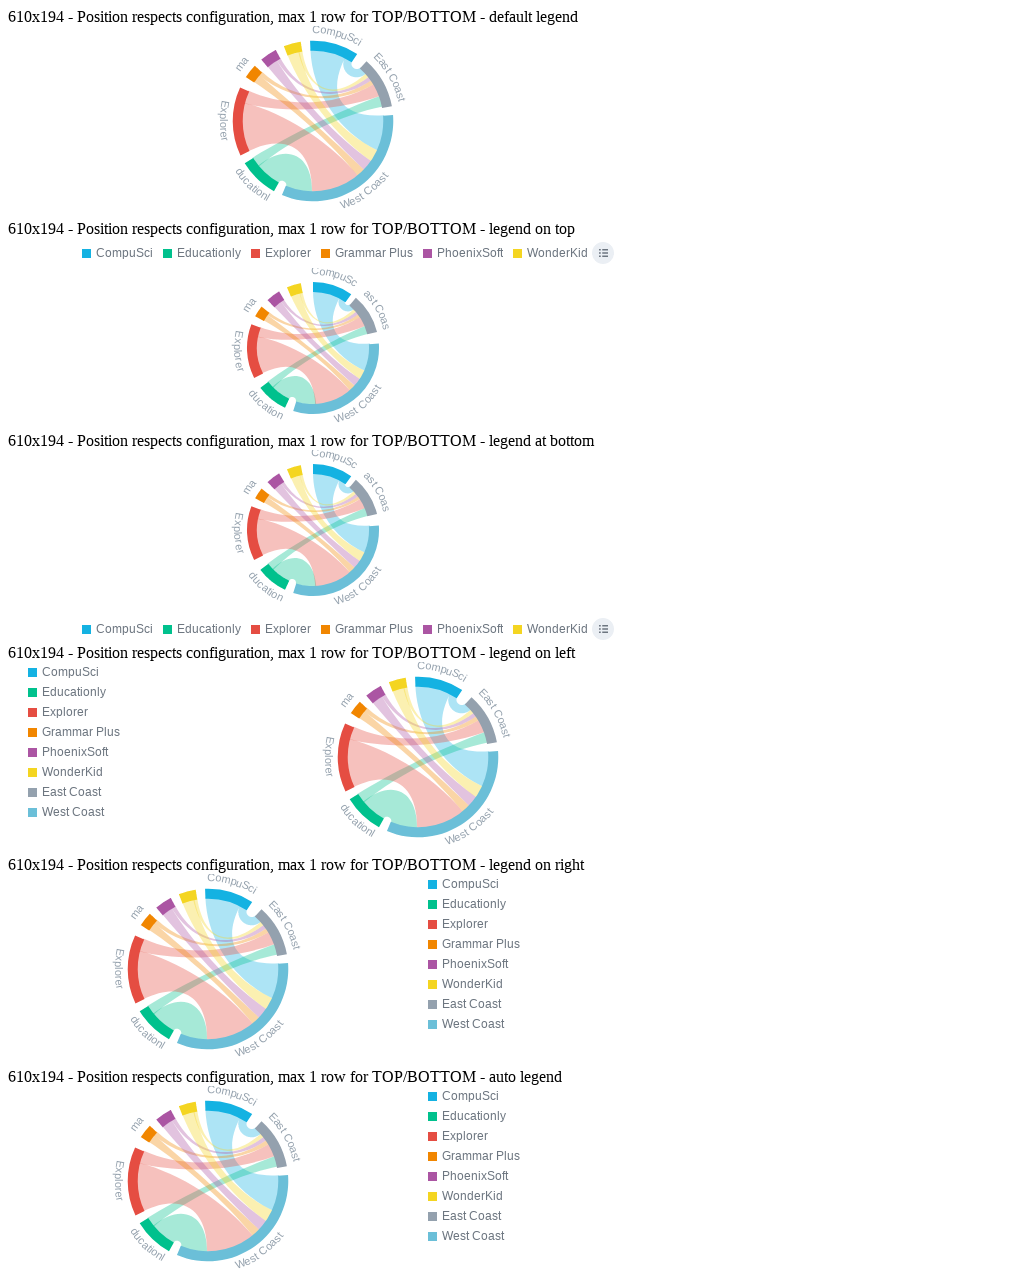 610x194 - Position respects configuration, max 1 row for TOP/BOTTOM - default legend
CompuSci
East Coast
ma
Explorer
ducationl
West Coast
610x194 - Position respects configuration, max 1 row for TOP/BOTTOM - legend on top
CompuSci Educationly Explorer Grammar Plus PhoenixSoft WonderKid
CompuSc
ast Coas
ma
Explorer
ducation
West Coast
610x194 - Position respects configuration, max 1 row for TOP/BOTTOM - legend at bottom
CompuSc
ast Coas
ma
Explorer
ducation
West Coast
CompuSci Educationly Explorer Grammar Plus PhoenixSoft WonderKid
610x194 - Position respects configuration, max 1 row for TOP/BOTTOM - legend on left
CompuSci
Educationly
Explorer
Grammar Plus
PhoenixSoft
WonderKid
East Coast
West Coast
CompuSci
East Coast
ma
Explorer
ducationl
West Coast
610x194 - Position respects configuration, max 1 row for TOP/BOTTOM - legend on right
CompuSci
East Coast
ma
Explorer
ducationl
West Coast
CompuSci
Educationly
Explorer
Grammar Plus
PhoenixSoft
WonderKid
East Coast
West Coast
610x194 - Position respects configuration, max 1 row for TOP/BOTTOM - auto legend
CompuSci
East Coast
ma
Explorer
ducationl
West Coast
CompuSci
Educationly
Explorer
Grammar Plus
PhoenixSoft
WonderKid
East Coast
West Coast